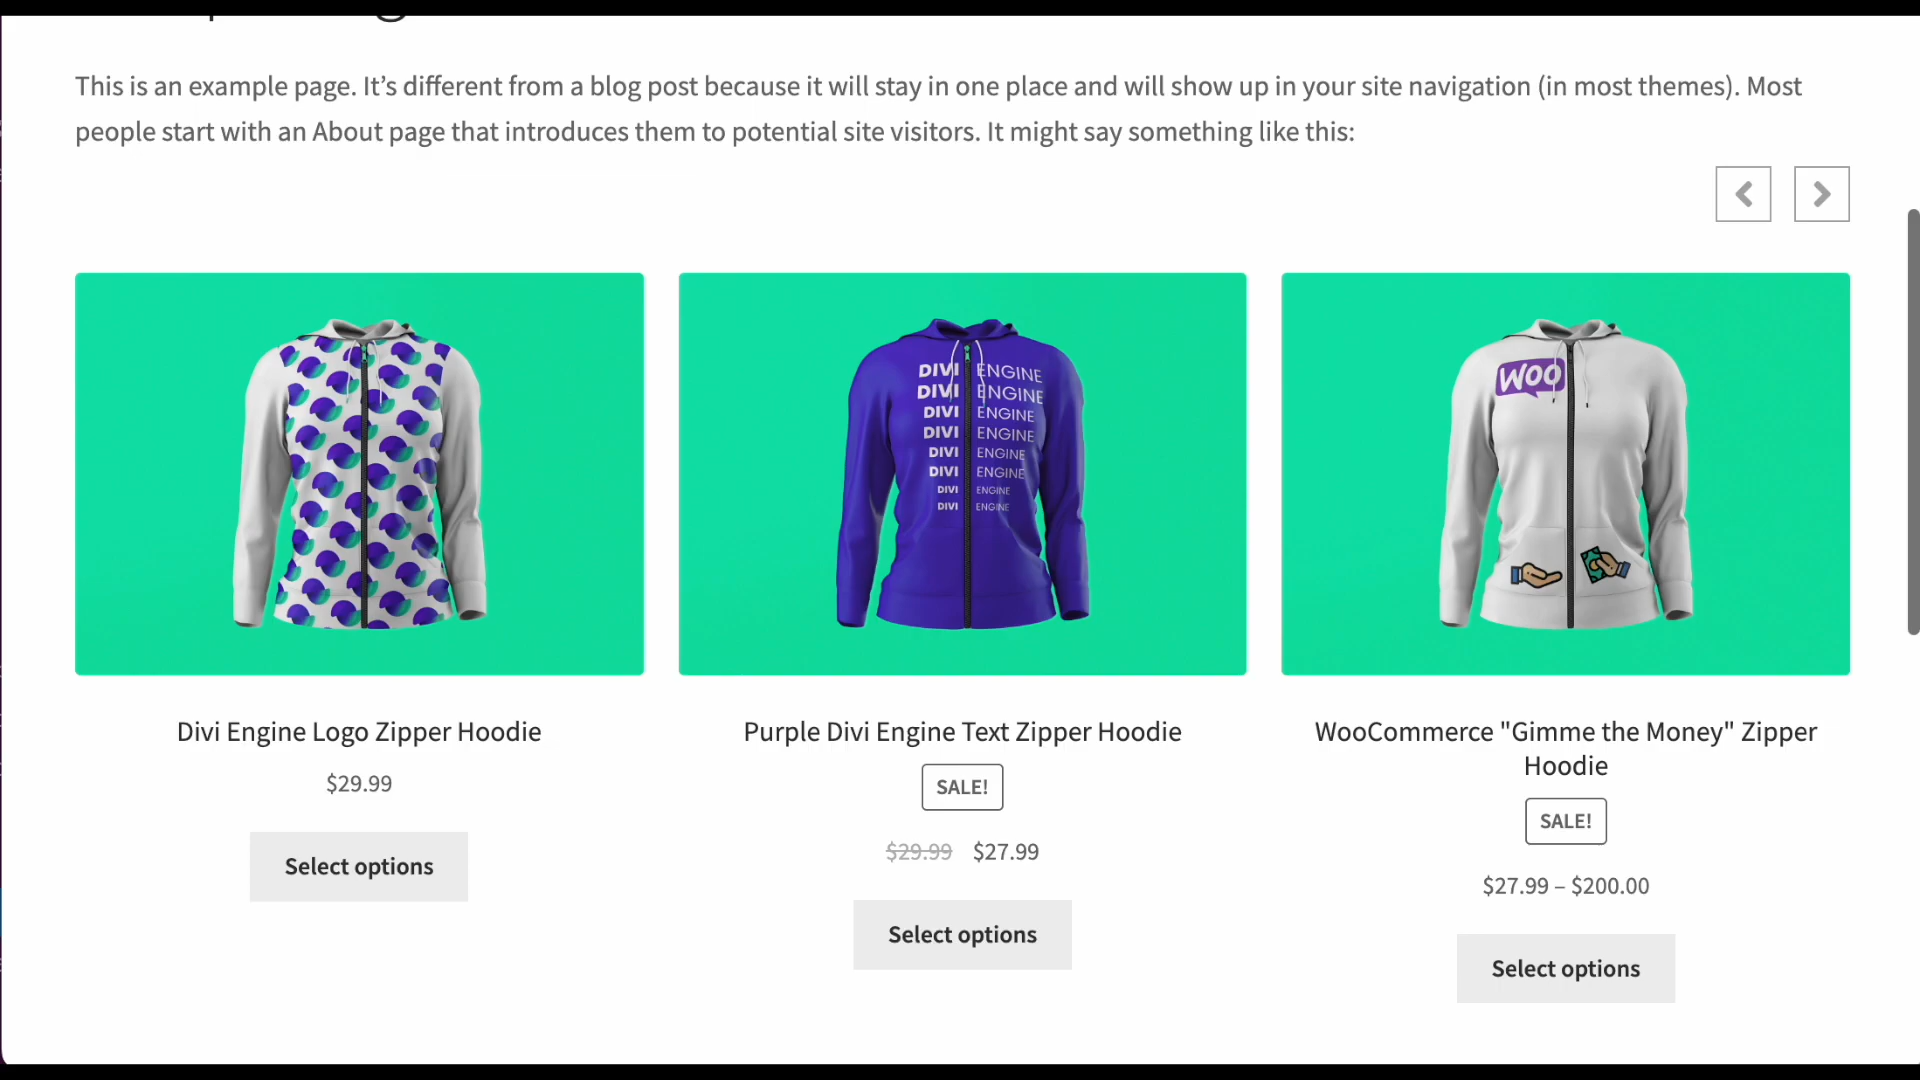 This is an example page. It’s different from a blog post because it will stay in one place and will show up in your site navigation (in most themes). Most
people start with an About page that introduces them to potential site visitors. It might say something like this:
DIVI ENGINE
DIVI ENGINE
DIVI ENGINE
DIVI ENGINE
DIVI ENGINE
DIVI ENGINE
DIVI ENGINE
DIVI ENGINE
WOO
Divi Engine Logo Zipper Hoodie
$29.99
Select options
Purple Divi Engine Text Zipper Hoodie
SALE!
$29.99 $27.99
Select options
WooCommerce "Gimme the Money" Zipper
Hoodie
SALE!
$27.99 – $200.00
Select options